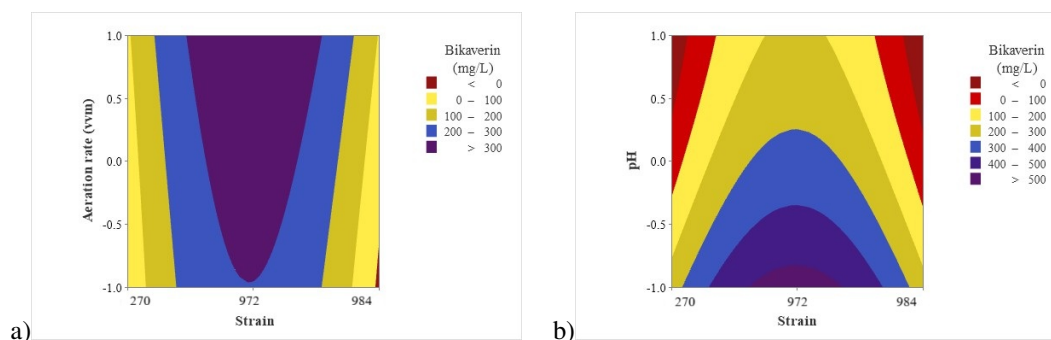 a)
Aeration rate (vvm)
1.0
0.5
0.0
-0.5
-1.0
270 972 984
Strain
Bikaverin
(mg/L)
< 0
0 – 100
100 – 200
200 – 300
> 300
b)
pH
1.0
0.5
0.0
-0.5
-1.0
270 972 984
Strain
Bikaverin
(mg/L)
< 0
0 – 100
100 – 200
200 – 300
300 – 400
400 – 500
> 500